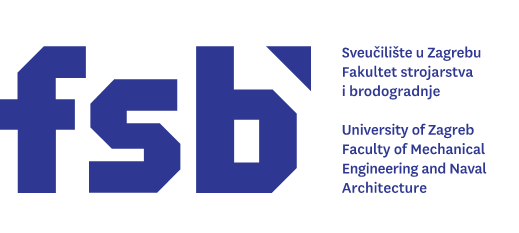 fsb
Sveučilište u Zagrebu
Fakultet strojarstva
i brodogradnje
University of Zagreb
Faculty of Mechanical
Engineering and Naval
Architecture